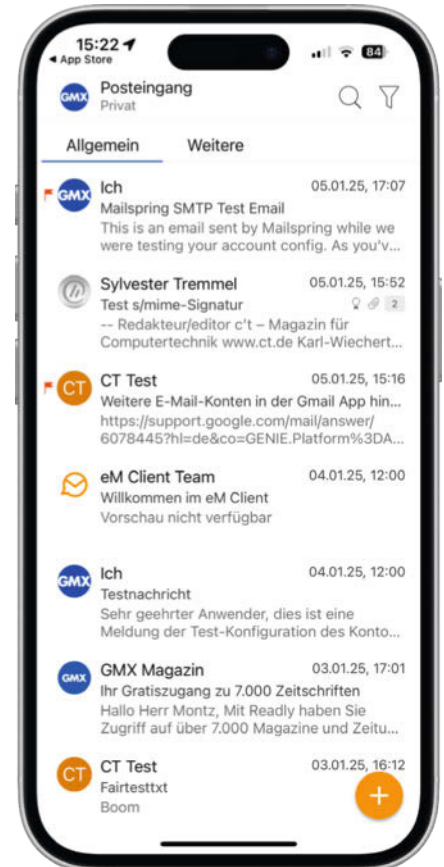 15:22
◀ App Store
84
GMX
Posteingang
Privat
Allgemein Weitere
GMX
Ich 05.01.25, 17:07
Mailspring SMTP Test Email
This is an email sent by Mailspring while we
were testing your account config. As you'v...
Sylvester Tremmel 05.01.25, 15:52
Test s/mime-Signatur 2
-- Redakteur/editor c't – Magazin für
Computertechnik www.ct.de Karl-Wiechert...
CT
CT Test 05.01.25, 15:16
Weitere E-Mail-Konten in der Gmail App hin...
https://support.google.com/mail/answer/
6078445?hl=de&co=GENIE.Platform%3DA...
eM Client Team 04.01.25, 12:00
Willkommen im eM Client
Vorschau nicht verfügbar
GMX
Ich 04.01.25, 12:00
Testnachricht
Sehr geehrter Anwender, dies ist eine
Meldung der Test-Konfiguration des Konto...
GMX
GMX Magazin 03.01.25, 17:01
Ihr Gratiszugang zu 7.000 Zeitschriften
Hallo Herr Montz, Mit Readly haben Sie
Zugriff auf über 7.000 Magazine und Zeitu...
CT
CT Test 03.01.25, 16:12
Fairtesttxt
Boom
+